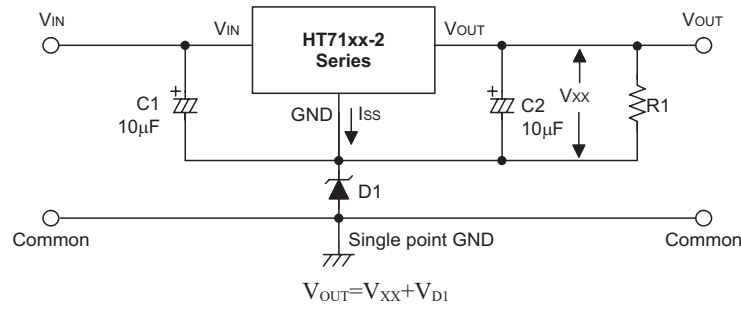 VIN
VIN
HT71xx-2
Series
VOUT
VOUT
C1
10μF
GND
ISS
C2
10μF
VXX
R1
D1
Common
Single point GND
Common
VOUT=VXX+VD1